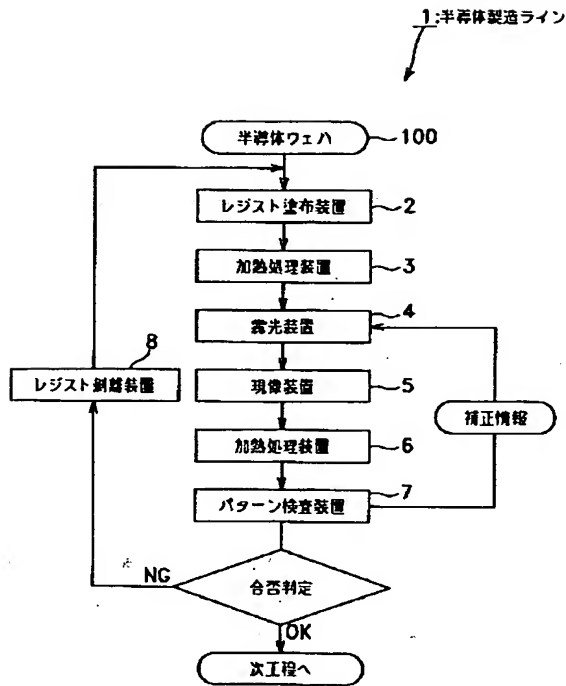 1:半導体製造ライン
半導体ウェハ 100
レジスト塗布装置 2
加熱処理装置 3
露光装置 4
レジスト剥離装置 8
現像装置 5
補正情報
加熱処理装置 6
パターン検査装置 7
NG 合否判定
OK
次工程へ